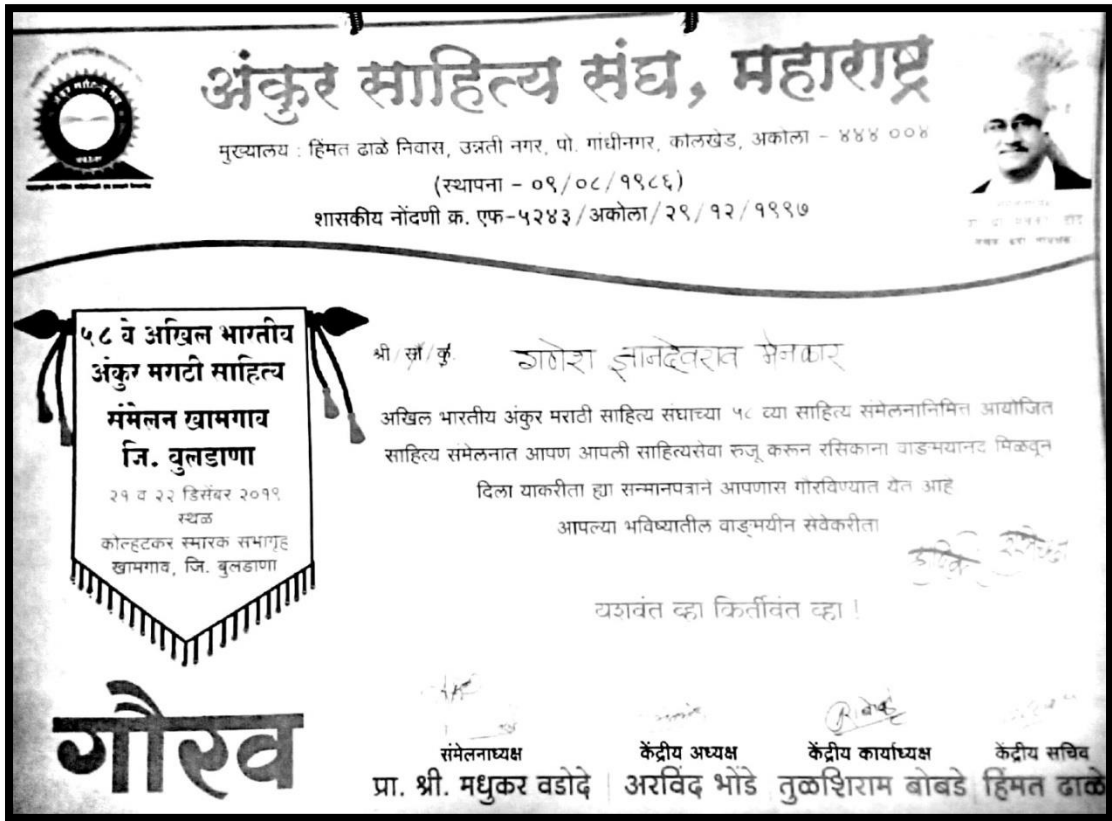 अंकुर साहित्य संघ, महाराष्ट्र
मुख्यालय : हिंमत ढाळे निवास, उन्नती नगर, पो. गांधीनगर, कोलखेड, अकोला - ४४४ ००४
(स्थापना - ०९/०८/१९८६)
शासकीय नोंदणी क्र. एफ-५२४३/अकोला/२९/१२/१९९७
५८ वे अखिल भारतीय
अंकुर मराठी साहित्य
संमेलन खामगाव
जि. बुलडाणा
२१ व २२ डिसेंबर २०१९
स्थळ
कोल्हटकर स्मारक सभागृह
खामगाव, जि. बुलडाणा
श्री/सौ/कु. गणेश ज्ञानदेवराव मेनकार
अखिल भारतीय अंकुर मराठी साहित्य संघाच्या ५८ व्या साहित्य संमेलनानिमित्त आयोजित
साहित्य संमेलनात आपण आपली साहित्यसेवा रुजू करून रसिकाना वाङमयानद मिळवून
दिला याकरीता ह्या सन्मानपत्राने आपणास गौरविण्यात येत आहे
आपल्या भविष्यातील वाङ्मयीन सेवेकरीता
हार्दिक
यशवंत व्हा किर्तीवंत व्हा !
गौरव
संमेलनाध्यक्ष
प्रा. श्री. मधुकर वडोदे
केंद्रीय अध्यक्ष
अरविंद भोंडे
केंद्रीय कार्याध्यक्ष
तुळशिराम बोबडे
केंद्रीय सचिव
हिंमत ढाळे